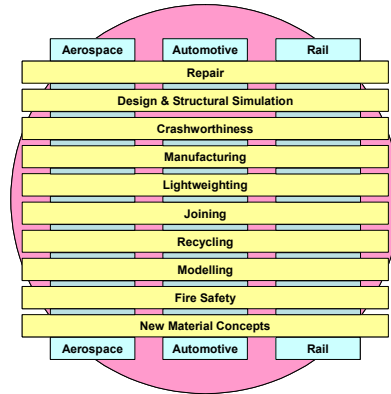 Aerospace Automotive Rail
Repair
Design & Structural Simulation
Crashworthiness
Manufacturing
Lightweighting
Joining
Recycling
Modelling
Fire Safety
New Material Concepts
Aerospace Automotive Rail